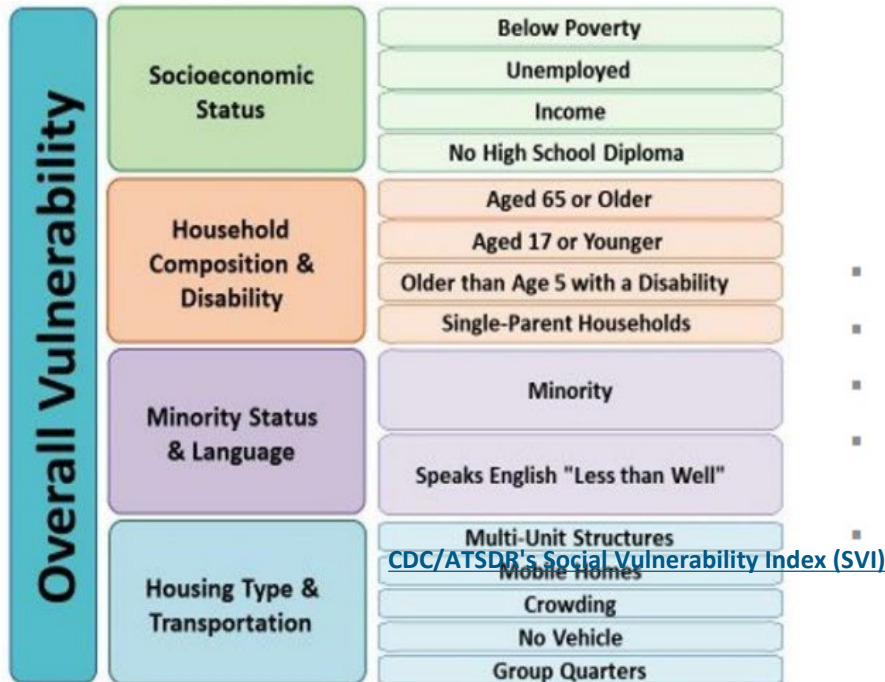 Overall Vulnerability
Socioeconomic
Status
Below Poverty
Unemployed
Income
No High School Diploma
Household
Composition &
Disability
Aged 65 or Older
Aged 17 or Younger
Older than Age 5 with a Disability
Single-Parent Households
Minority Status
& Language
Minority
Speaks English "Less than Well"
Housing Type &
Transportation
Multi-Unit Structures
CDC/ATSDR's Social Vulnerability Index (SVI)
Mobile Homes
Crowding
No Vehicle
Group Quarters